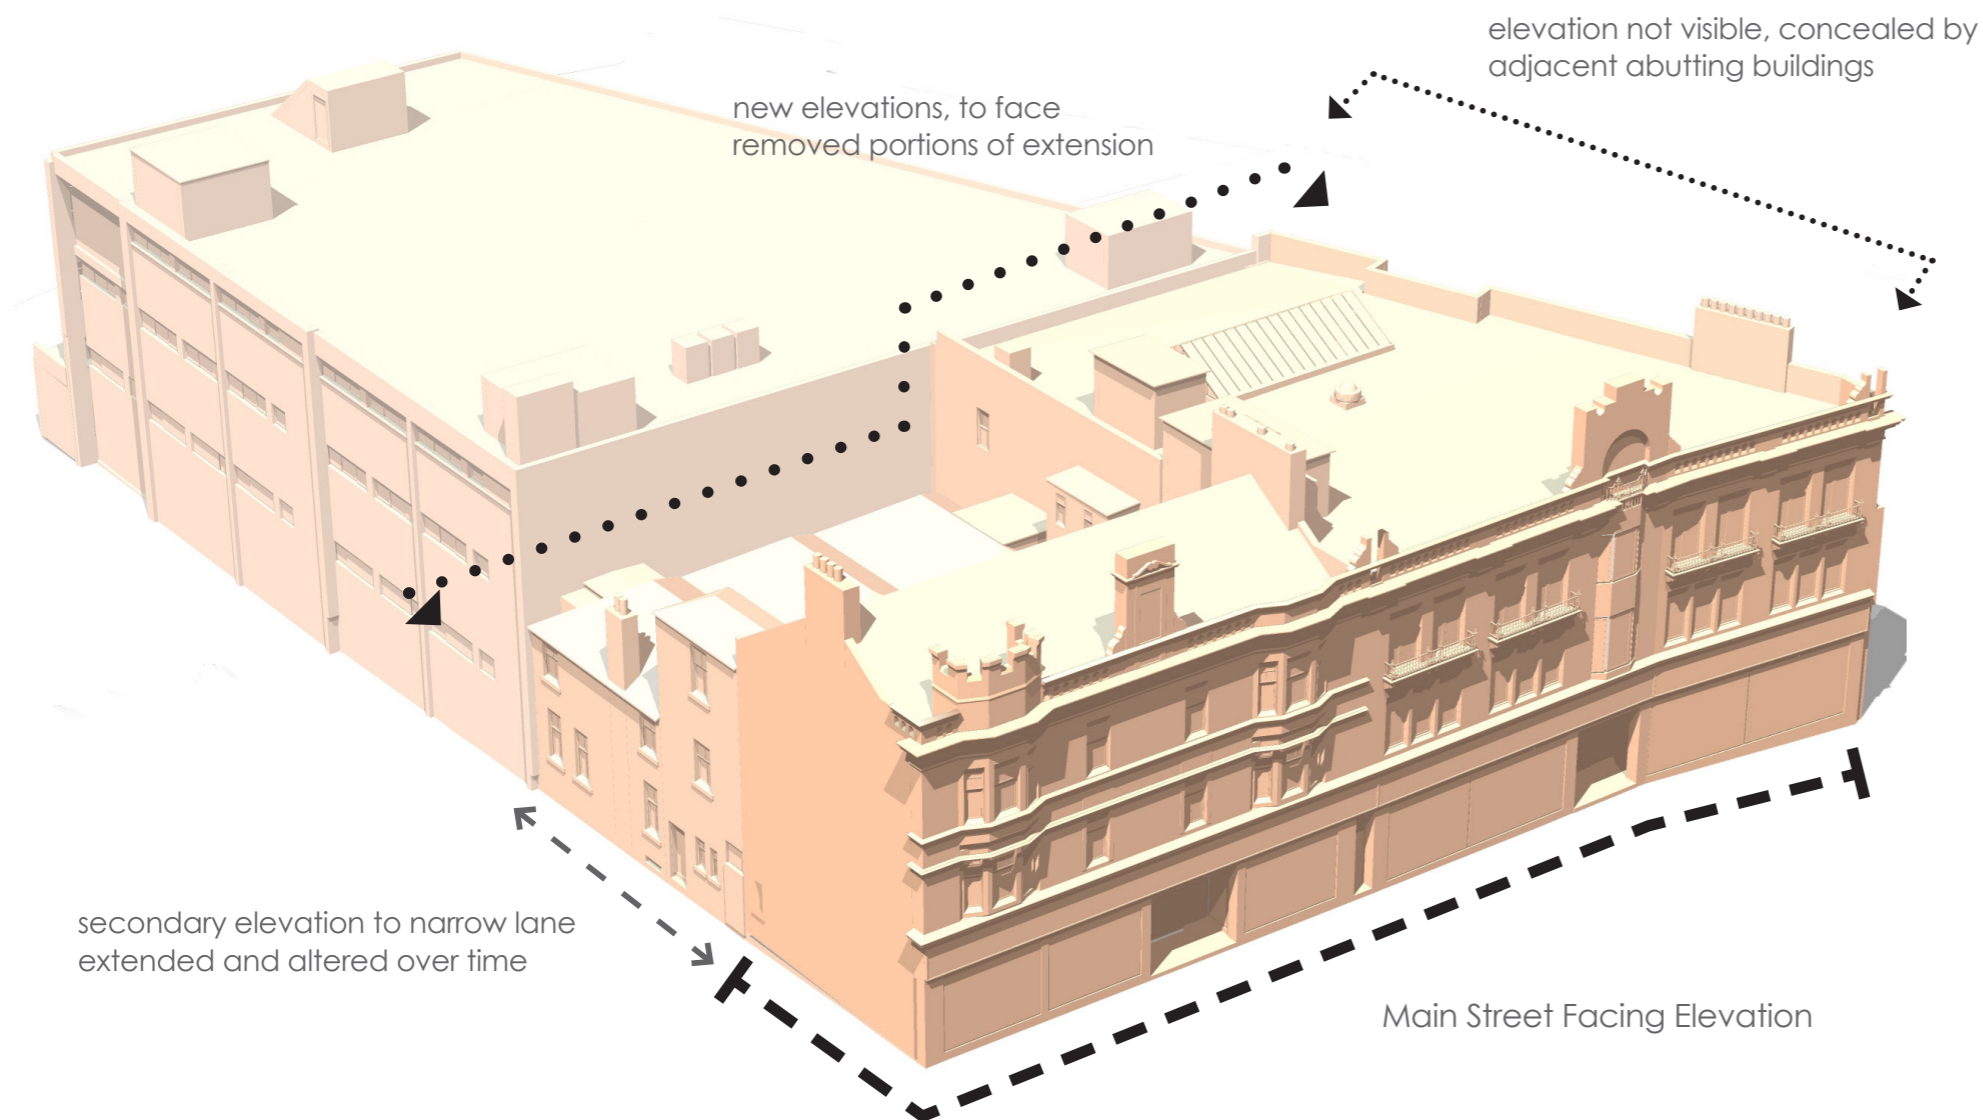 elevation not visible, concealed by
adjacent abutting buildings
new elevations, to face
removed portions of extension
secondary elevation to narrow lane
extended and altered over time
Main Street Facing Elevation